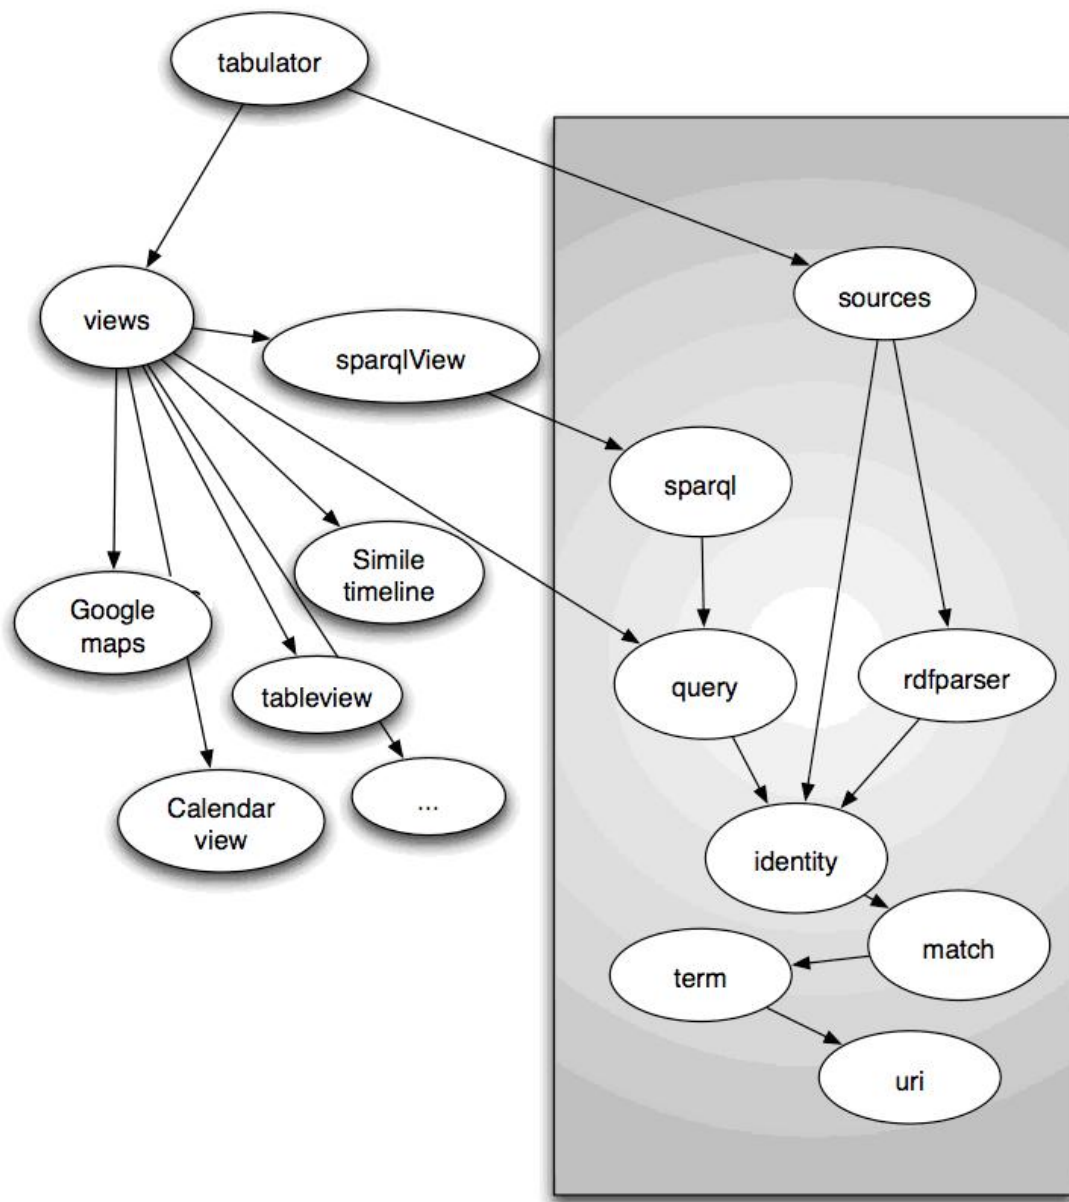 tabulator
sources
views
sparqlView
sparql
Simile
timeline
Google
maps
query
rdfparser
tableview
Calendar
view
...
identity
match
term
uri